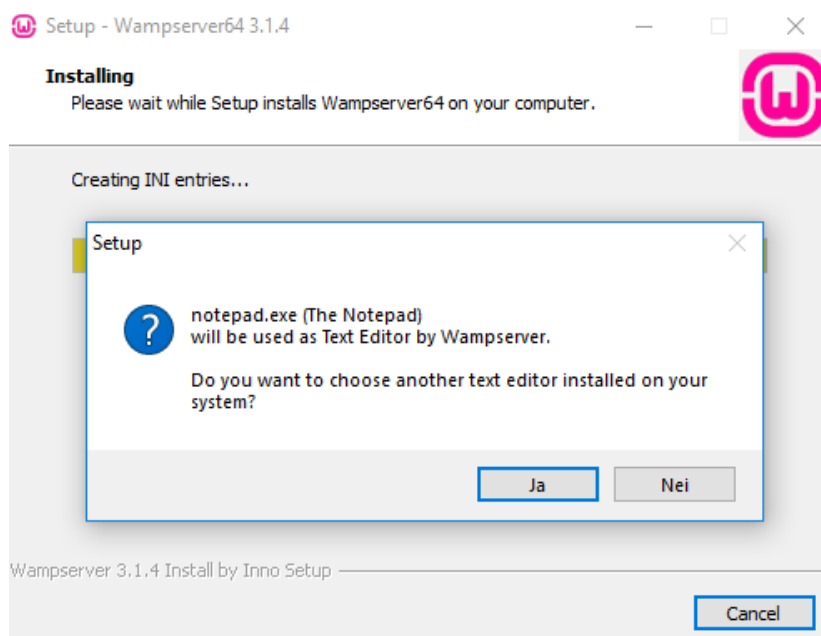 Setup - Wampserver64 3.1.4
Installing
Please wait while Setup installs Wampserver64 on your computer.
Creating INI entries...
Setup
notepad.exe (The Notepad)
will be used as Text Editor by Wampserver.
Do you want to choose another text editor installed on your
system?
Ja
Nei
Wampserver 3.1.4 Install by Inno Setup
Cancel